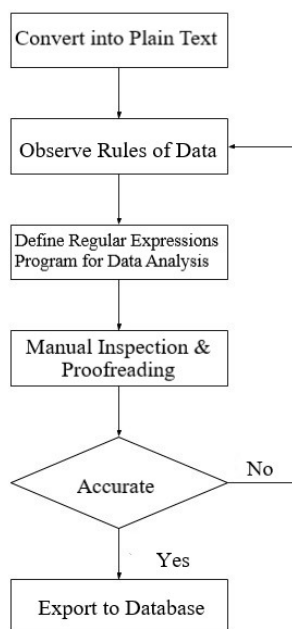 Convert into Plain Text
Observe Rules of Data
Define Regular Expressions
Program for Data Analysis
Manual Inspection &
Proofreading
Accurate
No
Yes
Export to Database